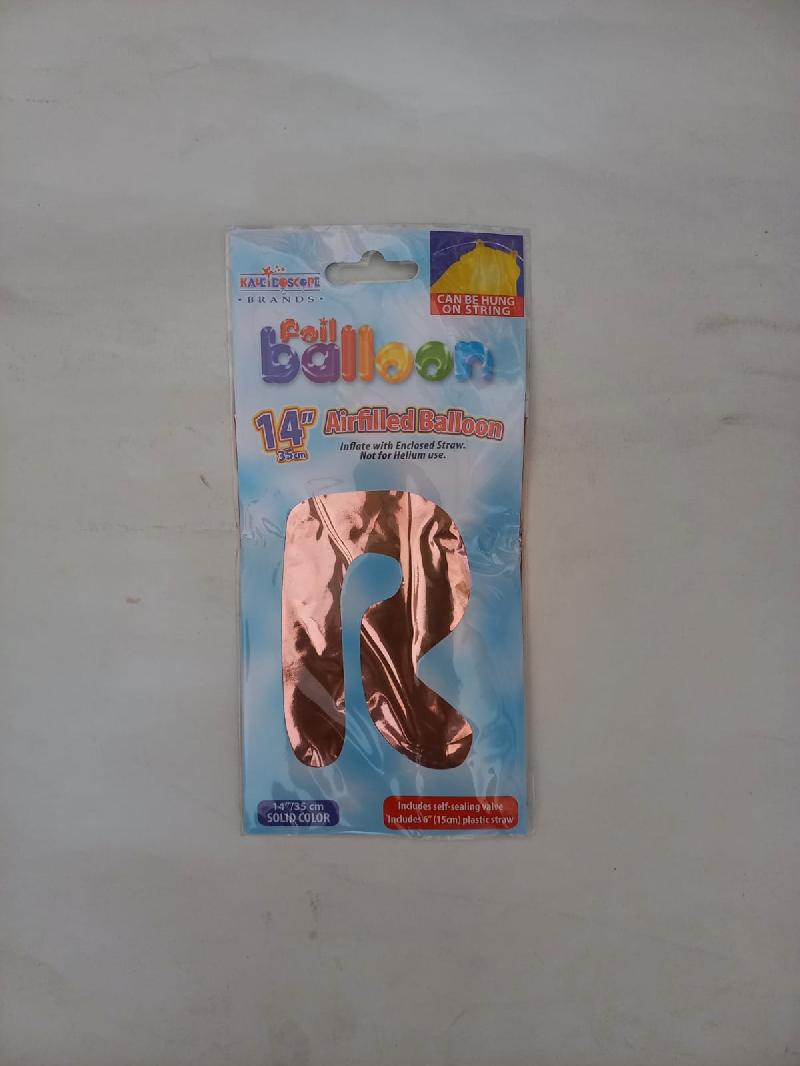 KALEIDOSCOPE
• BRANDS •
CAN BE HUNG
ON STRING
foil
balloon
14"
35cm
Airfilled Balloon
Inflate with Enclosed Straw.
Not for Helium use.
R
14"/35 cm
SOLID COLOR
Includes self-sealing valve
Includes 6" (15cm) plastic straw